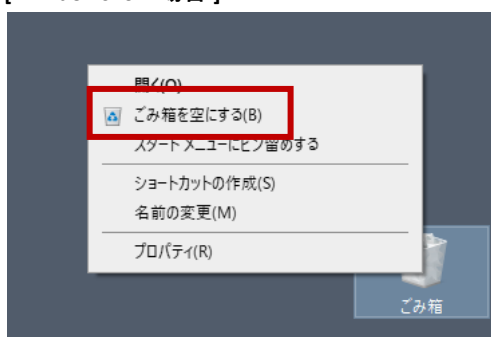 開く(O)
ごみ箱を空にする(B)
スタート メニューにピン留めする
ショートカットの作成(S)
名前の変更(M)
プロパティ(R)
ごみ箱